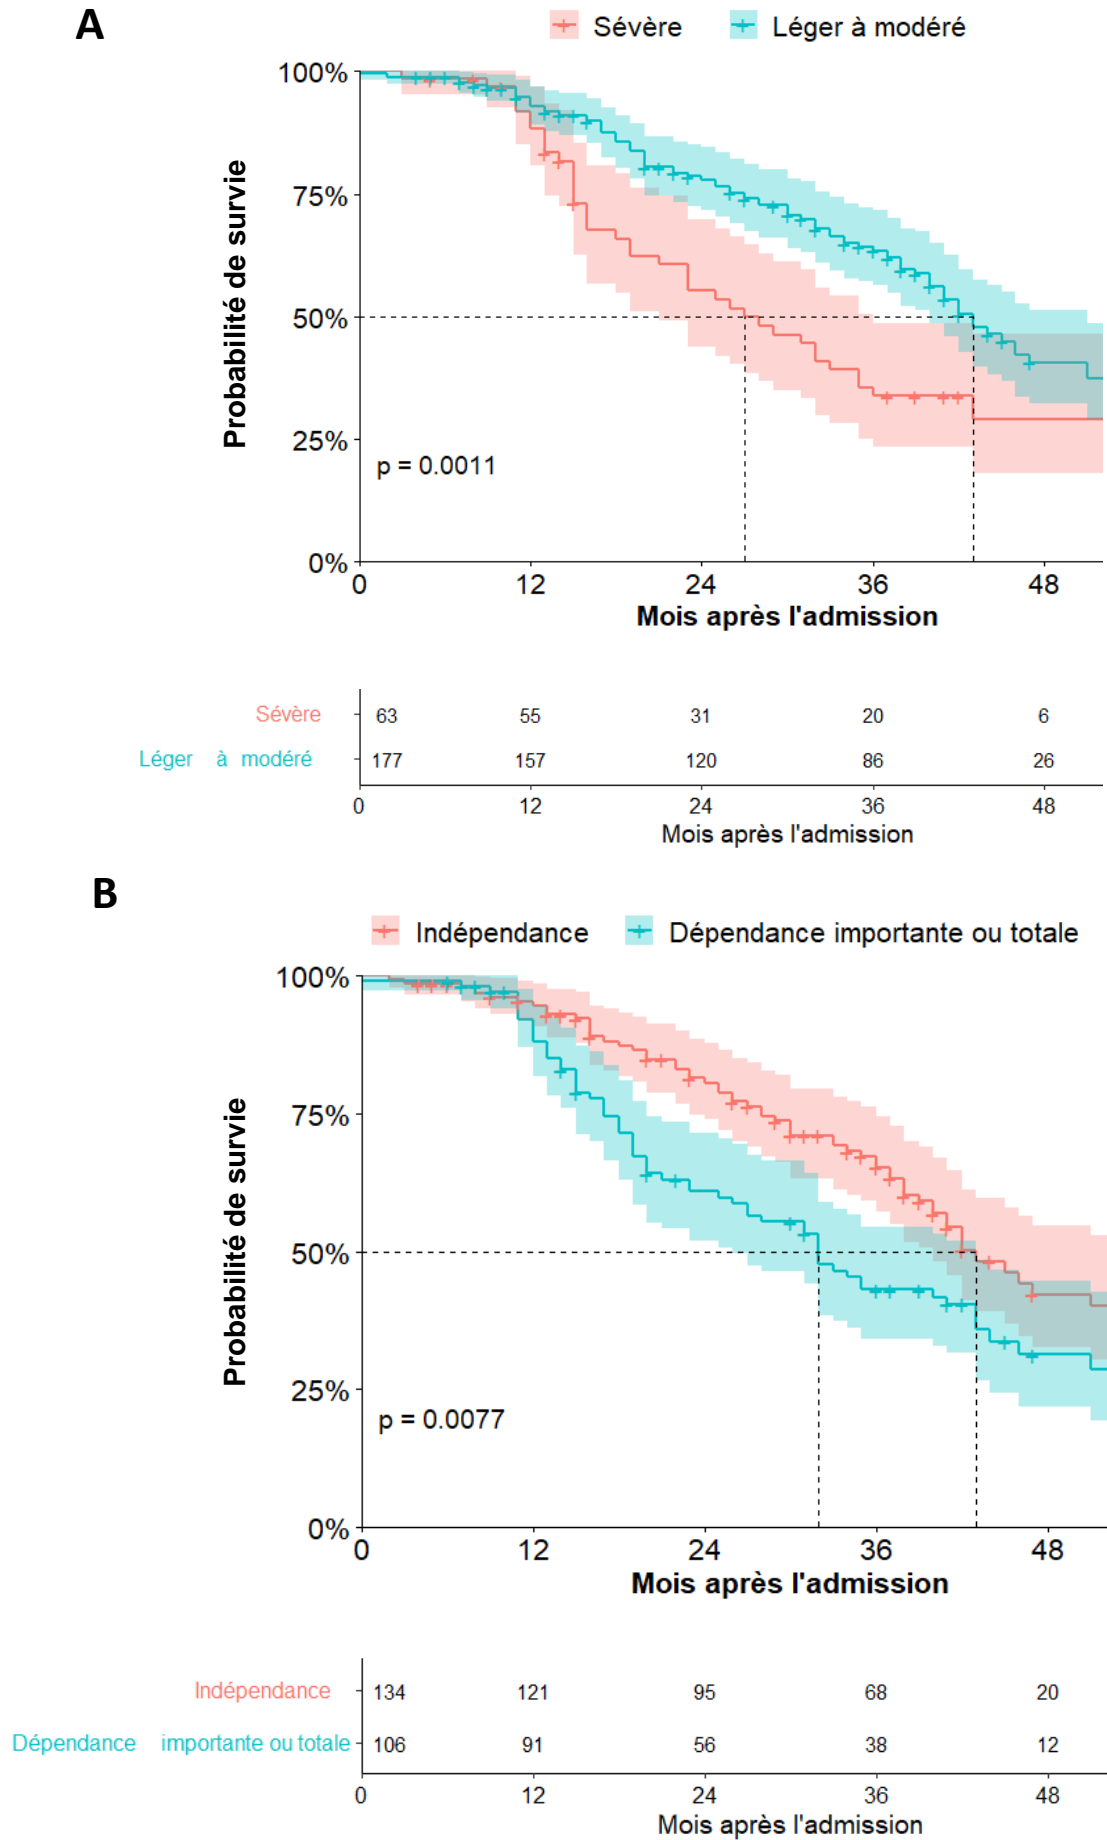 A
Sévère Léger à modéré
100%
75%
50%
25%
0%
Probabilité de survie
p = 0.0011
0 12 24 36 48
Mois après l'admission
Sévère 63 55 31 20 6
Léger à modéré 177 157 120 86 26
0 12 24 36 48
Mois après l'admission
B
Indépendance Dépendance importante ou totale
100%
75%
50%
25%
0%
Probabilité de survie
p = 0.0077
0 12 24 36 48
Mois après l'admission
Indépendance 134 121 95 68 20
Dépendance importante ou totale 106 91 56 38 12
0 12 24 36 48
Mois après l'admission